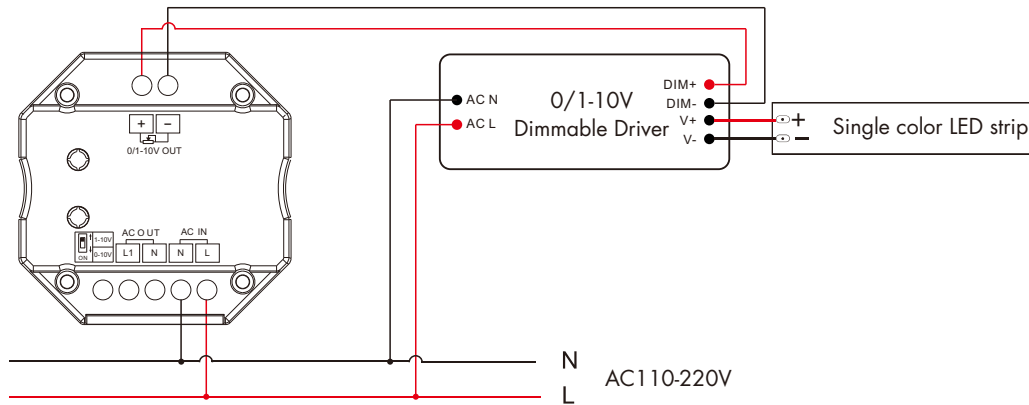 + −
0/1-10V OUT
1-10V
0-10V
ON
AC OUT AC IN
L1 N N L
AC N
AC L
0/1-10V
Dimmable Driver
DIM+
DIM-
V+
V-
+
−
Single color LED strip
N
L
AC110-220V